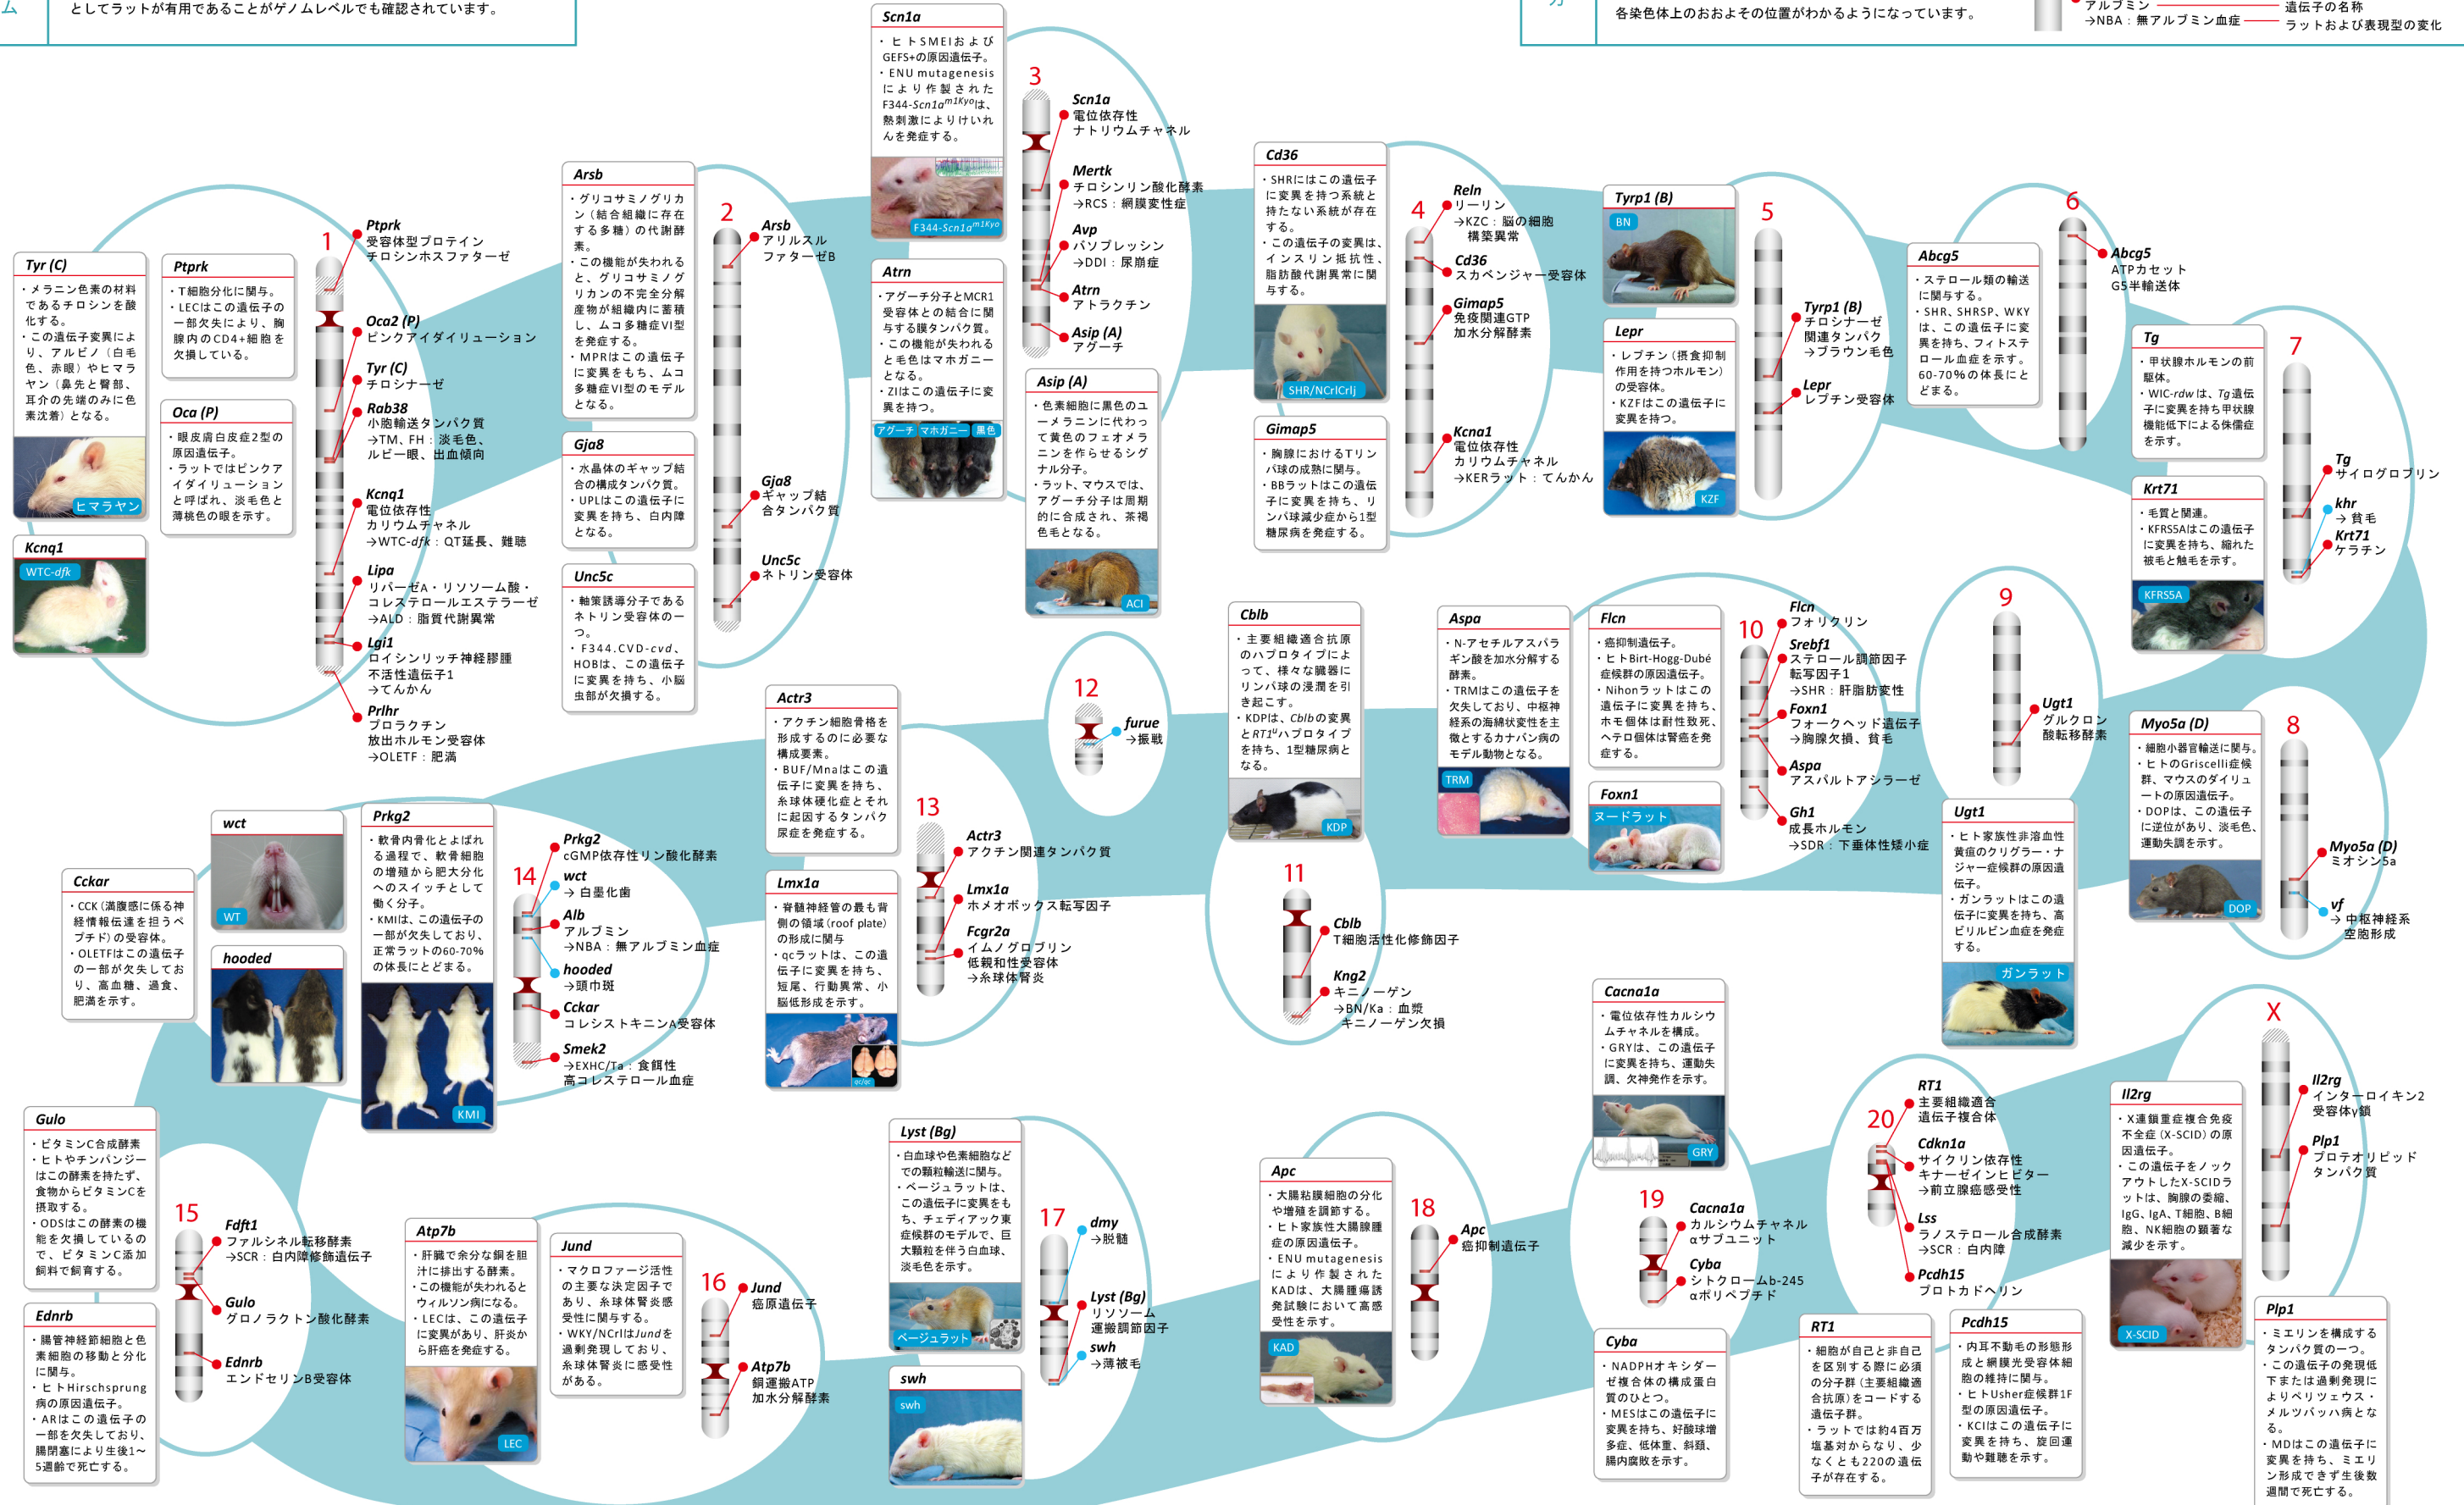 ム
としてラットが有用であることがゲノムレベルでも確認されています。
各染色体上のおおよその位置がわかるようになっています。
アルブミン
→NBA：無アルブミン血症
遺伝子の名称
ラットおよび表現型の変化
Tyr (C)
・メラニン色素の材料
であるチロシンを酸
化する。
・この遺伝子変異によ
り、アルビノ（白毛
色、赤眼）やヒマラ
ヤン（鼻先と臀部、
耳介の先端のみに色
素沈着）となる。
ヒマラヤン
Kcnq1
WTC-dfk
Ptprk
・T細胞分化に関与。
・LECはこの遺伝子の
一部欠失により、胸
腺内のCD4+細胞を
欠損している。
Oca (P)
・眼皮膚白皮症2型の
原因遺伝子。
・ラットではピンクア
イダイリューション
と呼ばれ、淡毛色と
薄桃色の眼を示す。
1
Ptprk
受容体型プロテイン
チロシンホスファターゼ
Oca2 (P)
ピンクアイダイリューション
Tyr (C)
チロシナーゼ
Rab38
小胞輸送タンパク質
→TM、FH：淡毛色、
ルビー眼、出血傾向
Kcnq1
電位依存性
カリウムチャネル
→WTC-dfk：QT延長、難聴
Lipa
リパーゼA・リソソーム酸・
コレステロールエステラーゼ
→ALD：脂質代謝異常
Lgi1
ロイシンリッチ神経膠腫
不活性遺伝子1
→てんかん
Prlhr
プロラクチン
放出ホルモン受容体
→OLETF：肥満
Arsb
・グリコサミノグリカ
ン（結合組織に存在
する多糖）の代謝酵
素。
・この機能が失われる
と、グリコサミノグ
リカンの不完全分解
産物が組織内に蓄積
し、ムコ多糖症VI型
を発症する。
・MPRはこの遺伝子
に変異をもち、ムコ
多糖症VI型のモデル
となる。
Gja8
・水晶体のギャップ結
合の構成タンパク質。
・UPLはこの遺伝子に
変異を持ち、白内障
となる。
Unc5c
・軸策誘導分子である
ネトリン受容体の一
つ。
・F344.CVD-cvd、
HOBは、この遺伝子
に変異を持ち、小脳
虫部が欠損する。
2
Arsb
アリルスル
ファターゼB
Gja8
ギャップ結
合タンパク質
Unc5c
ネトリン受容体
Scn1a
・ヒトSMEIおよび
GEFS+の原因遺伝子。
・ENU mutagenesis
により作製された
F344-Scn1am1Kyoは、
熱刺激によりけいれ
んを発症する。
F344-Scn1am1Kyo
Atrn
・アグーチ分子とMCR1
受容体との結合に関
与する膜タンパク質。
・この機能が失われる
と毛色はマホガニー
となる。
・ZIはこの遺伝子に変
異を持つ。
アグーチ マホガニー 黒色
3
Scn1a
電位依存性
ナトリウムチャネル
Mertk
チロシンリン酸化酵素
→RCS：網膜変性症
Avp
バソプレッシン
→DDI：尿崩症
Atrn
アトラクチン
Asip (A)
アグーチ
Asip (A)
・色素細胞に黒色のユ
ーメラニンに代わっ
て黄色のフェオメラ
ニンを作らせるシグ
ナル分子。
・ラット、マウスでは、
アグーチ分子は周期
的に合成され、茶褐
色毛となる。
ACI
Cd36
・SHRにはこの遺伝子
に変異を持つ系統と
持たない系統が存在
する。
・この遺伝子の変異は、
インスリン抵抗性、
脂肪酸代謝異常に関
与する。
SHR/NCrlCrlj
Gimap5
・胸腺におけるTリン
パ球の成熟に関与。
・BBラットはこの遺伝
子に変異を持ち、リ
ンパ球減少症から1型
糖尿病を発症する。
4
Reln
リーリン
→KZC：脳の細胞
構築異常
Cd36
スカベンジャー受容体
Gimap5
免疫関連GTP
加水分解酵素
Kcna1
電位依存性
カリウムチャネル
→KERラット：てんかん
Tyrp1 (B)
BN
Lepr
・レプチン（摂食抑制
作用を持つホルモン）
の受容体。
・KZFはこの遺伝子に
変異を持つ。
KZF
5
Tyrp1 (B)
チロシナーゼ
関連タンパク
→ブラウン毛色
Lepr
レプチン受容体
Abcg5
・ステロール類の輸送
に関与する。
・SHR、SHRSP、WKY
は、この遺伝子に変
異を持ち、フィトステ
ロール血症を示す。
60-70%の体長にと
どまる。
6
Abcg5
ATPカセット
G5半輸送体
Tg
・甲状腺ホルモンの前
駆体。
・WIC-rdwは、Tg遺伝
子に変異を持ち甲状腺
機能低下による侏儒症
を示す。
Krt71
・毛質と関連。
・KFRS5Aはこの遺伝子
に変異を持ち、縮れた
被毛と触毛を示す。
KFRS5A
7
Tg
サイログロブリン
khr
→ 貧毛
Krt71
ケラチン
Myo5a (D)
・細胞小器官輸送に関与。
・ヒトのGriscelli症候
群、マウスのダイリュ
ートの原因遺伝子。
・DOPは、この遺伝子
に逆位があり、淡毛色、
運動失調を示す。
DOP
8
Myo5a (D)
ミオシン5a
vf
→ 中枢神経系
空胞形成
9
Ugt1
グルクロン
酸転移酵素
Ugt1
・ヒト家族性非溶血性
黄疸のクリグラー・ナ
ジャー症候群の原因遺
伝子。
・ガンラットはこの遺
伝子に変異を持ち、高
ビリルビン血症を発症
する。
ガンラット
Aspa
・N-アセチルアスパラ
ギン酸を加水分解する
酵素。
・TRMはこの遺伝子を
欠失しており、中枢神
経系の海綿状変性を主
徴とするカナバン病の
モデル動物となる。
TRM
Flcn
・癌抑制遺伝子。
・ヒトBirt-Hogg-Dubé
症候群の原因遺伝子。
・Nihonラットはこの
遺伝子に変異を持ち、
ホモ個体は耐性致死、
ヘテロ個体は腎癌を発
症する。
Foxn1
ヌードラット
10
Flcn
フォリクリン
Srebf1
ステロール調節因子
転写因子1
→SHR：肝脂肪変性
Foxn1
フォークヘッド遺伝子
→胸腺欠損、貧毛
Aspa
アスパルトアシラーゼ
Gh1
成長ホルモン
→SDR：下垂体性矮小症
Cblb
・主要組織適合抗原
のハプロタイプによ
って、様々な臓器に
リンパ球の浸潤を引
き起こす。
・KDPは、Cblbの変異
とRT1uハプロタイプ
を持ち、1型糖尿病と
なる。
KDP
11
Cblb
T細胞活性化修飾因子
Kng2
キニノーゲン
→BN/Ka：血漿
キニノーゲン欠損
12
furue
→振戦
Actr3
・アクチン細胞骨格を
形成するのに必要な
構成要素。
・BUF/Mnaはこの遺
伝子に変異を持ち、
糸球体硬化症とそれ
に起因するタンパク
尿症を発症する。
Lmx1a
・脊髄神経管の最も背
側の領域(roof plate)
の形成に関与
・qcラットは、この遺
伝子に変異を持ち、
短尾、行動異常、小
脳低形成を示す。
qc/qc
13
Actr3
アクチン関連タンパク質
Lmx1a
ホメオボックス転写因子
Fcgr2a
イムノグロブリン
低親和性受容体
→糸球体腎炎
Cckar
・CCK（満腹感に係る神
経情報伝達を担うペ
プチド）の受容体。
・OLETFはこの遺伝子
の一部が欠失してお
り、高血糖、過食、
肥満を示す。
wct
WT
hooded
Prkg2
・軟骨内骨化とよばれ
る過程で、軟骨細胞
の増殖から肥大分化
へのスイッチとして
働く分子。
・KMIは、この遺伝子の
一部が欠失しており、
正常ラットの60-70%
の体長にとどまる。
KMI
14
Prkg2
cGMP依存性リン酸化酵素
wct
→ 白墨化歯
Alb
アルブミン
→NBA：無アルブミン血症
hooded
→頭巾斑
Cckar
コレシストキニンA受容体
Smek2
→EXHC/Ta：食餌性
高コレステロール血症
Gulo
・ビタミンC合成酵素
・ヒトやチンパンジー
はこの酵素を持たず、
食物からビタミンCを
摂取する。
・ODSはこの酵素の機
能を欠損しているの
で、ビタミンC添加
飼料で飼育する。
Ednrb
・腸管神経節細胞と色
素細胞の移動と分化
に関与。
・ヒトHirschsprung
病の原因遺伝子。
・ARはこの遺伝子の
一部を欠失しており、
腸閉塞により生後1～
5週齢で死亡する。
15
Fdft1
ファルシネル転移酵素
→SCR：白内障修飾遺伝子
Gulo
グロノラクトン酸化酵素
Ednrb
エンドセリンB受容体
Atp7b
・肝臓で余分な銅を胆
汁に排出する酵素。
・この機能が失われると
ウィルソン病になる。
・LECは、この遺伝子
に変異があり、肝炎か
ら肝癌を発症する。
LEC
Jund
・マクロファージ活性
の主要な決定因子で
あり、糸球体腎炎感
受性に関与する。
・WKY/NCrlはJundを
過剰発現しており、
糸球体腎炎に感受性
がある。
16
Jund
癌原遺伝子
Atp7b
銅運搬ATP
加水分解酵素
Lyst (Bg)
・白血球や色素細胞など
での顆粒輸送に関与。
・ベージュラットは、
この遺伝子に変異をも
ち、チェディアック東
症候群のモデルで、巨
大顆粒を伴う白血球、
淡毛色を示す。
ベージュラット
swh
swh
17
dmy
→脱髄
Lyst (Bg)
リソソーム
運搬調節因子
swh
→薄被毛
Apc
・大腸粘膜細胞の分化
や増殖を調節する。
・ヒト家族性大腸腺腫
症の原因遺伝子。
・ENU mutagenesis
により作製された
KADは、大腸腫瘍誘
発試験において高感
受性を示す。
KAD
18
Apc
癌抑制遺伝子
Cacna1a
・電位依存性カルシウ
ムチャネルを構成。
・GRYは、この遺伝子
に変異を持ち、運動失
調、欠神発作を示す。
GRY
19
Cacna1a
カルシウムチャネル
αサブユニット
Cyba
シトクロームb-245
αポリペプチド
Cyba
・NADPHオキシダー
ゼ複合体の構成蛋白
質のひとつ。
・MESはこの遺伝子に
変異を持ち、好酸球増
多症、低体重、斜頚、
腸内腐敗を示す。
20
RT1
主要組織適合
遺伝子複合体
Cdkn1a
サイクリン依存性
キナーゼインヒビター
→前立腺癌感受性
Lss
ラノステロール合成酵素
→SCR：白内障
Pcdh15
プロトカドヘリン
RT1
・細胞が自己と非自己
を区別する際に必須
の分子群（主要組織適
合抗原）をコードする
遺伝子群。
・ラットでは約4百万
塩基対からなり、少
なくとも220の遺伝
子が存在する。
Pcdh15
・内耳不動毛の形態形
成と網膜光受容体細
胞の維持に関与。
・ヒトUsher症候群1F
型の原因遺伝子。
・KCIはこの遺伝子に
変異を持ち、旋回運
動や難聴を示す。
Il2rg
・X連鎖重症複合免疫
不全症（X-SCID）の原
因遺伝子。
・この遺伝子をノック
アウトしたX-SCIDラ
ットは、胸腺の委縮、
IgG、IgA、T細胞、B細
胞、NK細胞の顕著な
減少を示す。
X-SCID
X
Il2rg
インターロイキン2
受容体γ鎖
Plp1
プロテオリピッド
タンパク質
Plp1
・ミエリンを構成する
タンパク質の一つ。
・この遺伝子の発現低
下または過剰発現に
よりペリツェウス・
メルツバッハ病とな
る。
・MDはこの遺伝子に
変異を持ち、ミエリ
ン形成できず生後数
週間で死亡する。